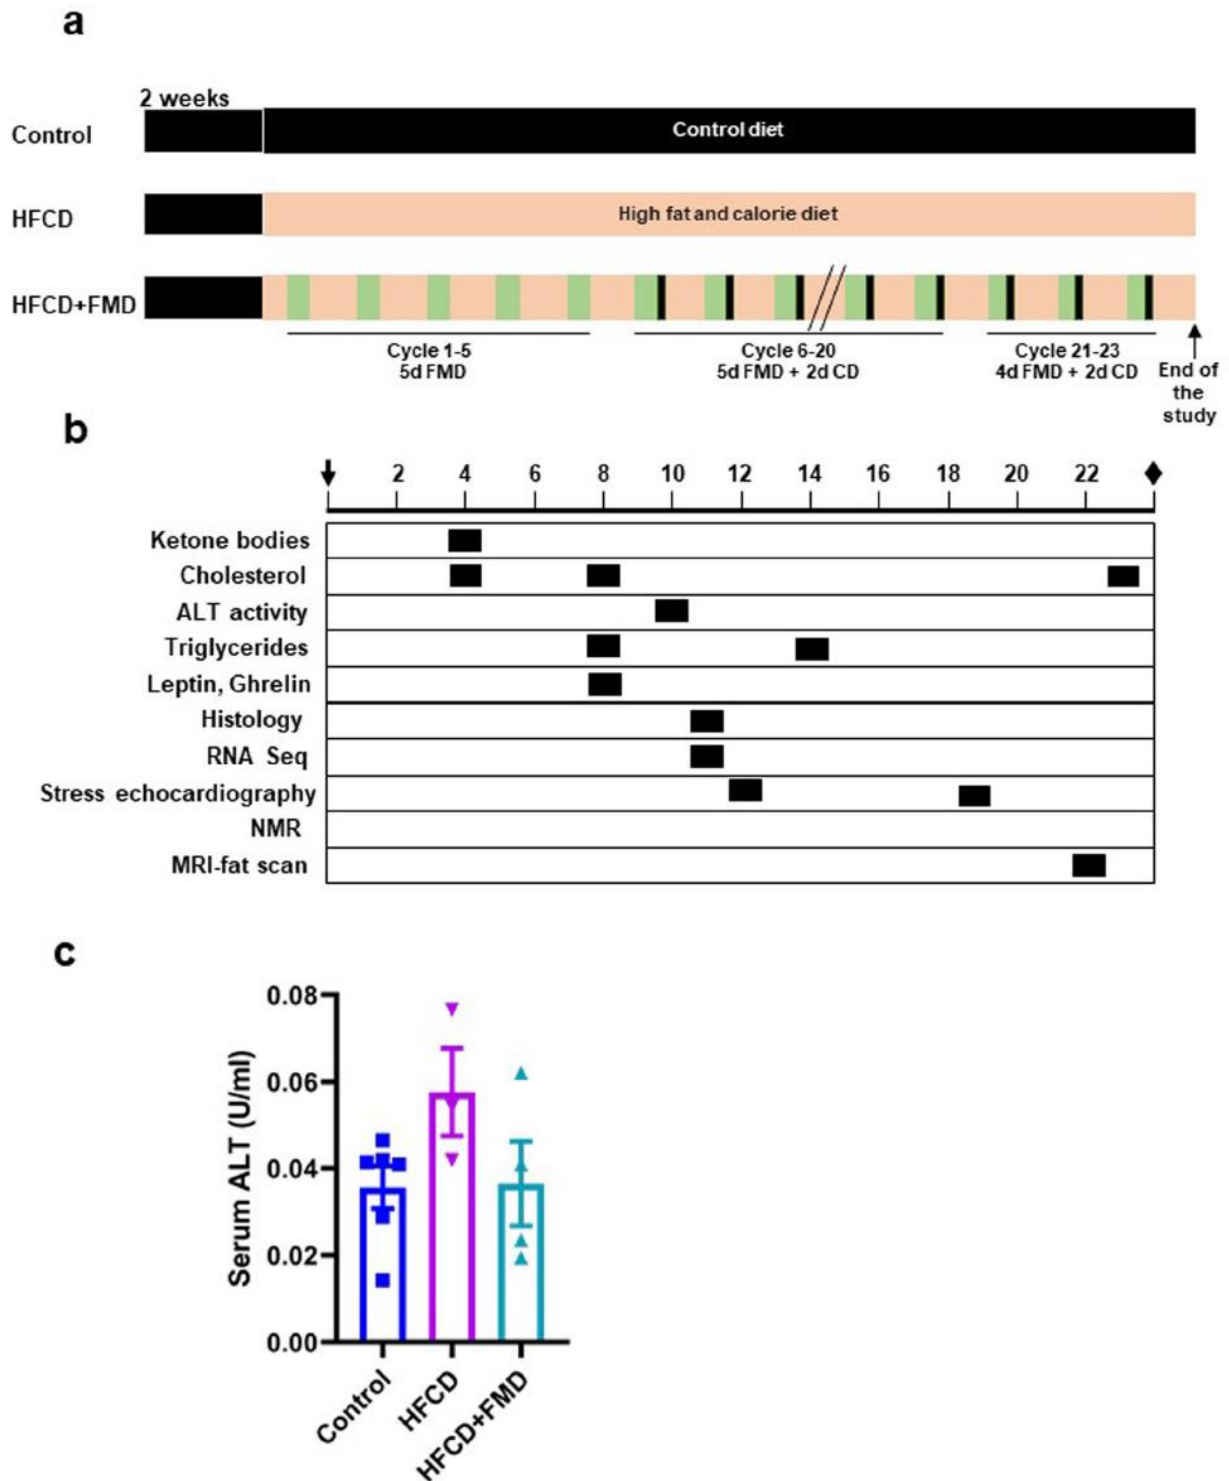 a
2 weeks
Control
Control diet
HFCD
High fat and calorie diet
HFCD+FMD
Cycle 1-5
5d FMD
Cycle 6-20
5d FMD + 2d CD
Cycle 21-23
4d FMD + 2d CD
End of
the
study
b
2 4 6 8 10 12 14 16 18 20 22
Ketone bodies
Cholesterol
ALT activity
Triglycerides
Leptin, Ghrelin
Histology
RNA Seq
Stress echocardiography
NMR
MRI-fat scan
c
Serum ALT (U/ml)
0.08
0.06
0.04
0.02
0.00
Control
HFCD
HFCD+FMD